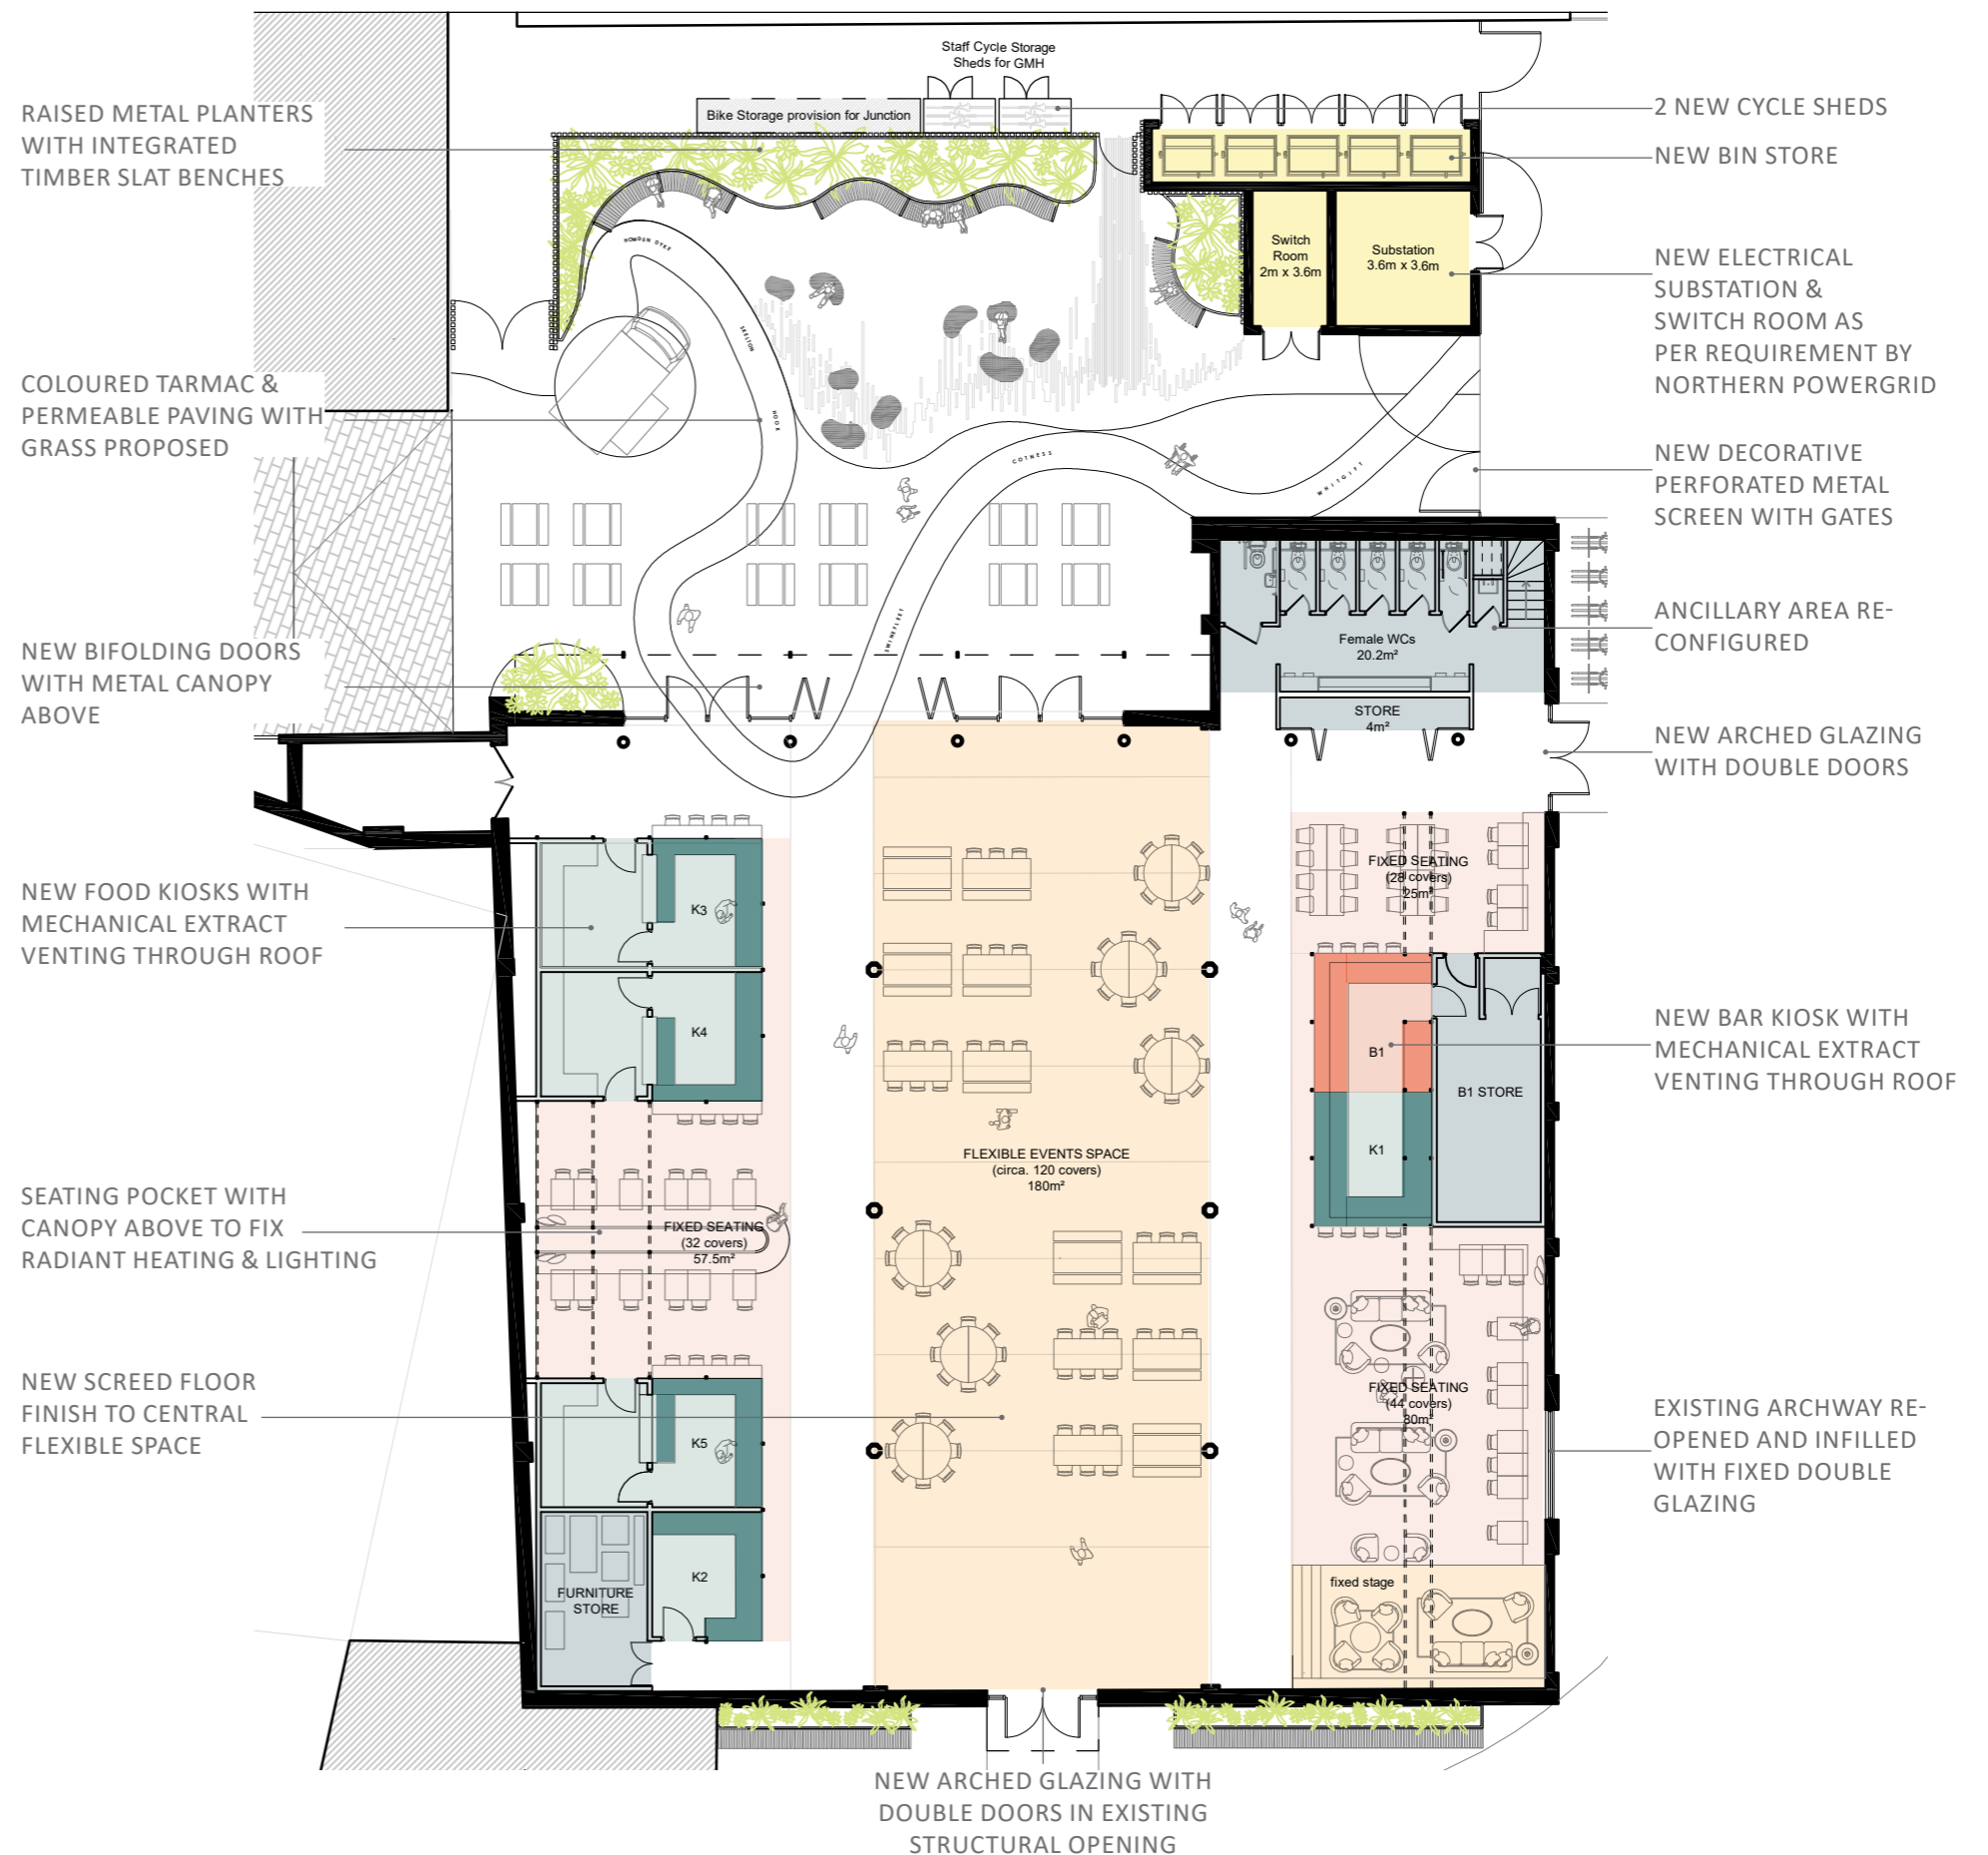 Staff Cycle Storage
Sheds for GMH
Bike Storage provision for Junction
RAISED METAL PLANTERS
WITH INTEGRATED
TIMBER SLAT BENCHES
2 NEW CYCLE SHEDS
NEW BIN STORE
Switch
Room
2m x 3.6m
Substation
3.6m x 3.6m
NEW ELECTRICAL
SUBSTATION &
SWITCH ROOM AS
PER REQUIREMENT BY
NORTHERN POWERGRID
HOWDEN DYKE
SKELTON
HOOK
COTNESS
WHITGIFT
SWINEFLEET
COLOURED TARMAC &
PERMEABLE PAVING WITH
GRASS PROPOSED
NEW DECORATIVE
PERFORATED METAL
SCREEN WITH GATES
ANCILLARY AREA RE-
CONFIGURED
Female WCs
20.2m²
STORE
4m²
NEW BIFOLDING DOORS
WITH METAL CANOPY
ABOVE
NEW ARCHED GLAZING
WITH DOUBLE DOORS
FIXED SEATING
(28 covers)
25m²
NEW FOOD KIOSKS WITH
MECHANICAL EXTRACT
VENTING THROUGH ROOF
K3
K4
B1
B1 STORE
K1
NEW BAR KIOSK WITH
MECHANICAL EXTRACT
VENTING THROUGH ROOF
FLEXIBLE EVENTS SPACE
(circa. 120 covers)
180m²
SEATING POCKET WITH
CANOPY ABOVE TO FIX
RADIANT HEATING & LIGHTING
FIXED SEATING
(32 covers)
57.5m²
NEW SCREED FLOOR
FINISH TO CENTRAL
FLEXIBLE SPACE
K5
FIXED SEATING
(44 covers)
80m²
EXISTING ARCHWAY RE-
OPENED AND INFILLED
WITH FIXED DOUBLE
GLAZING
K2
FURNITURE
STORE
fixed stage
NEW ARCHED GLAZING WITH
DOUBLE DOORS IN EXISTING
STRUCTURAL OPENING